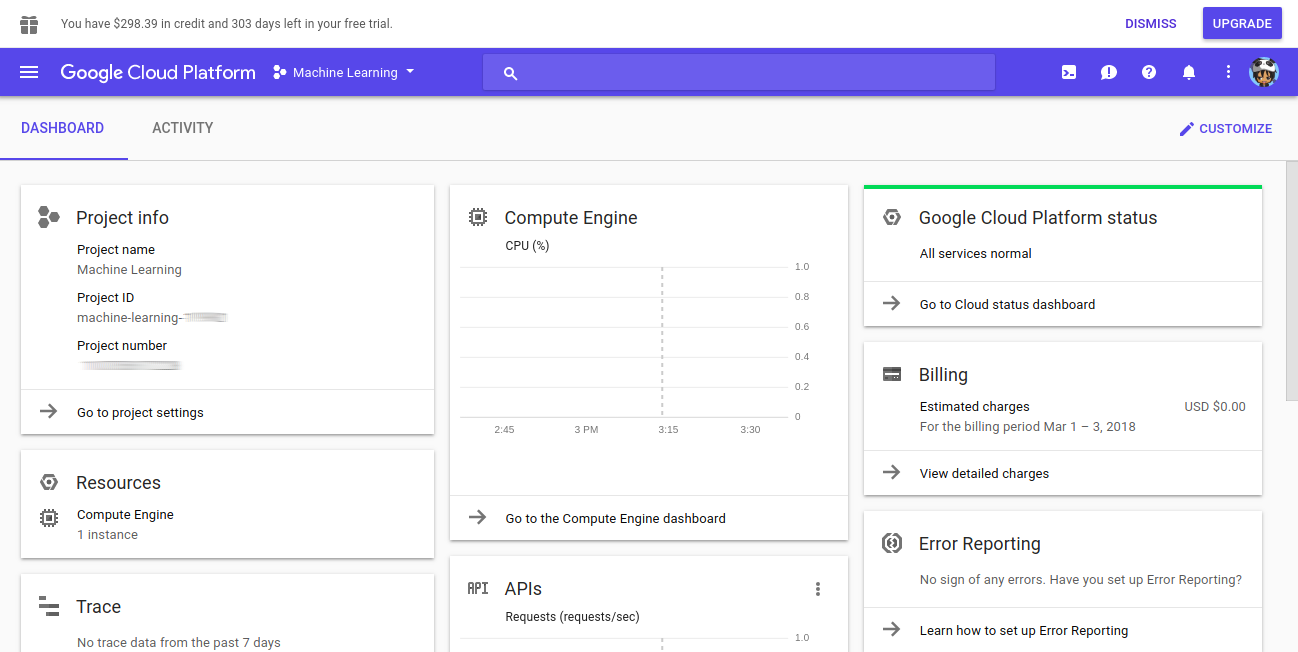 You have $298.39 in credit and 303 days left in your free trial.
DISMISS
UPGRADE
Google Cloud Platform
Machine Learning
DASHBOARD
ACTIVITY
CUSTOMIZE
Project info
Project name
Machine Learning
Project ID
machine-learning-
Project number
Go to project settings
Resources
Compute Engine
1 instance
Trace
No trace data from the past 7 days
Compute Engine
CPU (%)
1.0
0.8
0.6
0.4
0.2
0
2:45 3 PM 3:15 3:30
Go to the Compute Engine dashboard
API APIs
Requests (requests/sec)
1.0
Google Cloud Platform status
All services normal
Go to Cloud status dashboard
Billing
Estimated charges USD $0.00
For the billing period Mar 1 – 3, 2018
View detailed charges
Error Reporting
No sign of any errors. Have you set up Error Reporting?
Learn how to set up Error Reporting